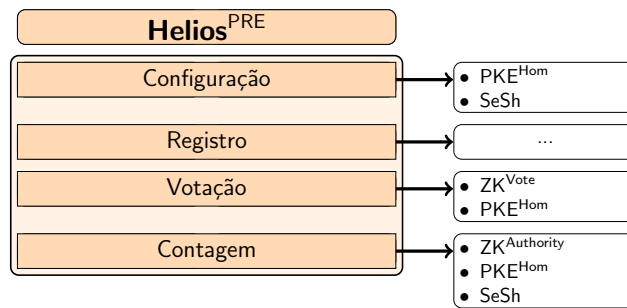 Helios^PRE
Configuração
• PKE^Hom
• SeSh
Registro
...
Votação
• ZK^Vote
• PKE^Hom
Contagem
• ZK^Authority
• PKE^Hom
• SeSh